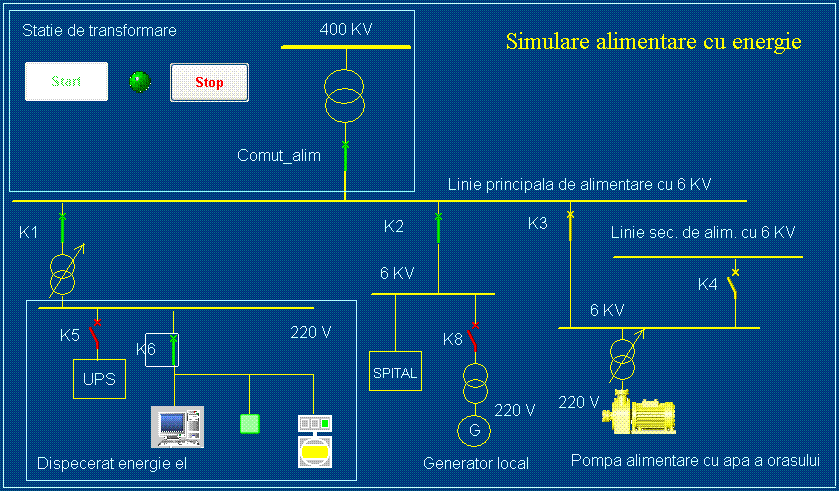 Statie de transformare
400 KV
Simulare alimentare cu energie
Start
Stop
Comut_alim
Linie principala de alimentare cu 6 KV
K1
K2
K3
Linie sec. de alim. cu 6 KV
6 KV
K4
6 KV
K5
K6
220 V
K8
UPS
SPITAL
220 V
220 V
G
Dispecerat energie el
Generator local
Pompa alimentare cu apa a orasului